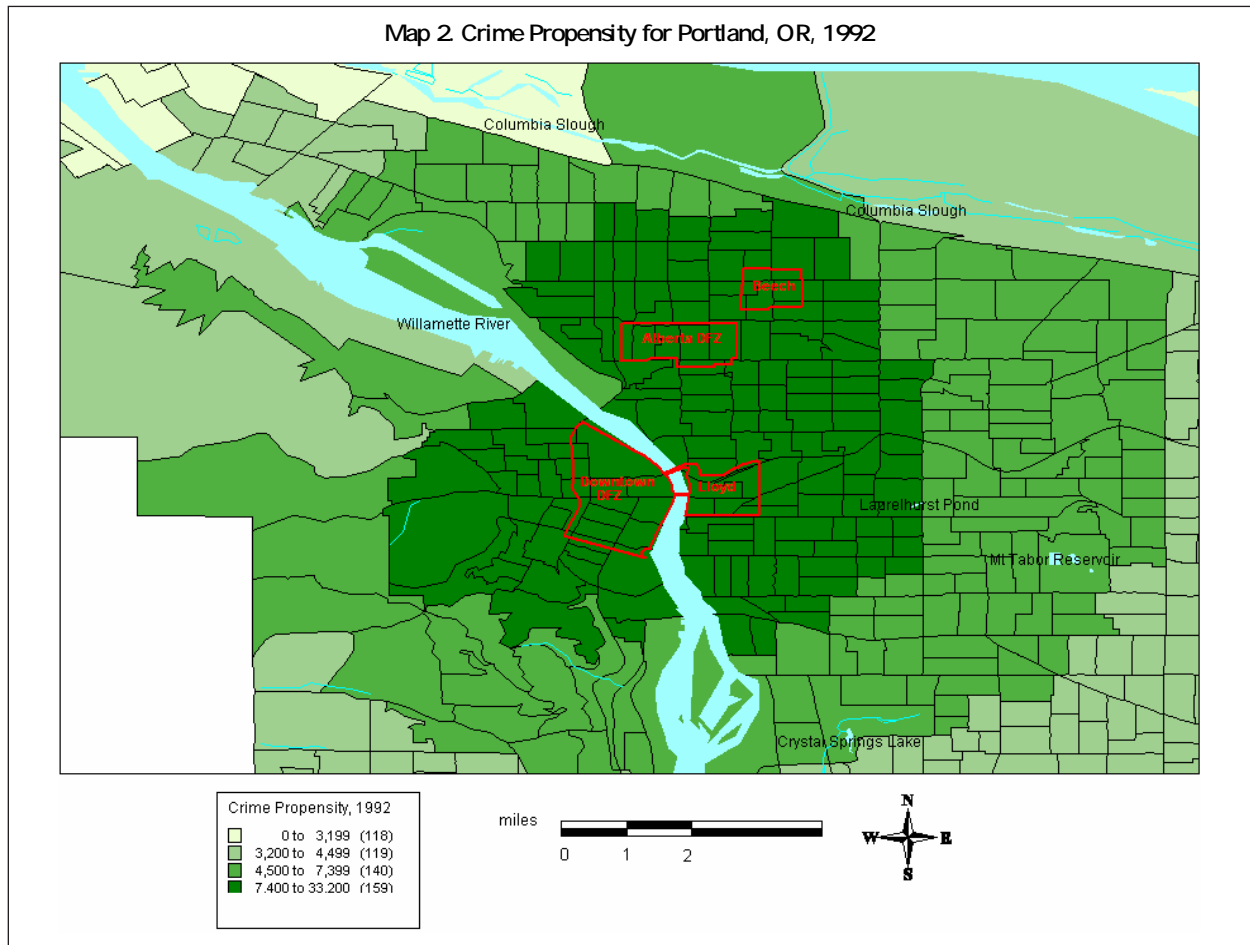 Map 2. Crime Propensity for Portland, OR, 1992
Columbia Slough
Columbia Slough
Beech
Willamette River
Alberta DFZ
Downtown
DFZ
Lloyd
Laurelhurst Pond
Mt Tabor Reservoir
Crystal Springs Lake
Crime Propensity, 1992
0 to 3,199 (118)
3,200 to 4,499 (119)
4,500 to 7,399 (140)
7,400 to 33,200 (159)
miles
0 1 2
N
W E
S